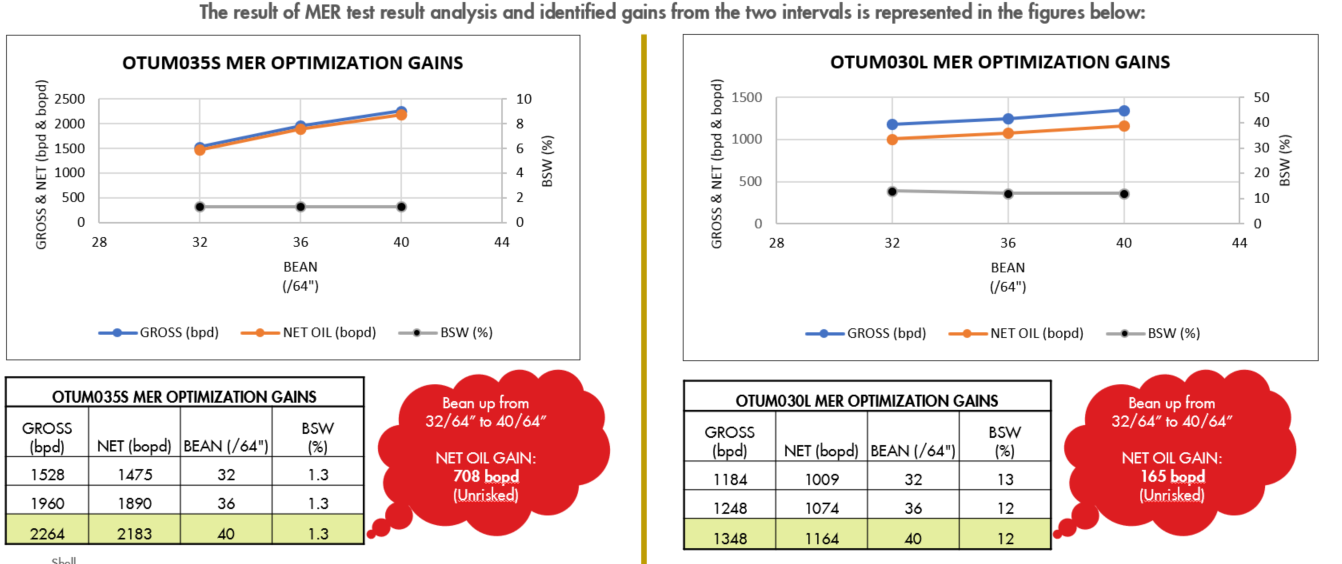 The result of MER test result analysis and identified gains from the two intervals is represented in the figures below:
OTUM035S MER OPTIMIZATION GAINS
GROSS & NET (bpd & bopd)
2500
2000
1500
1000
500
0
10
8
6
4
2
0
BSW (%)
28
32
36
40
44
BEAN
(/64")
GROSS (bpd)
NET OIL (bopd)
BSW (%)
OTUM035S MER OPTIMIZATION GAINS
GROSS (bpd) NET (bopd) BEAN (/64") BSW (%)
1528 1475 32 1.3
1960 1890 36 1.3
2264 2183 40 1.3
Bean up from
32/64” to 40/64”
NET OIL GAIN:
708 bopd
(Unrisked)
Shell
OTUM030L MER OPTIMIZATION GAINS
GROSS & NET (bpd & bopd)
1500
1000
500
0
50
40
30
20
10
0
BSW (%)
28
32
36
40
44
BEAN
(/64")
GROSS (bpd)
NET OIL (bopd)
BSW (%)
OTUM030L MER OPTIMIZATION GAINS
GROSS (bpd) NET (bopd) BEAN (/64") BSW (%)
1184 1009 32 13
1248 1074 36 12
1348 1164 40 12
Bean up from
32/64” to 40/64”
NET OIL GAIN:
165 bopd
(Unrisked)